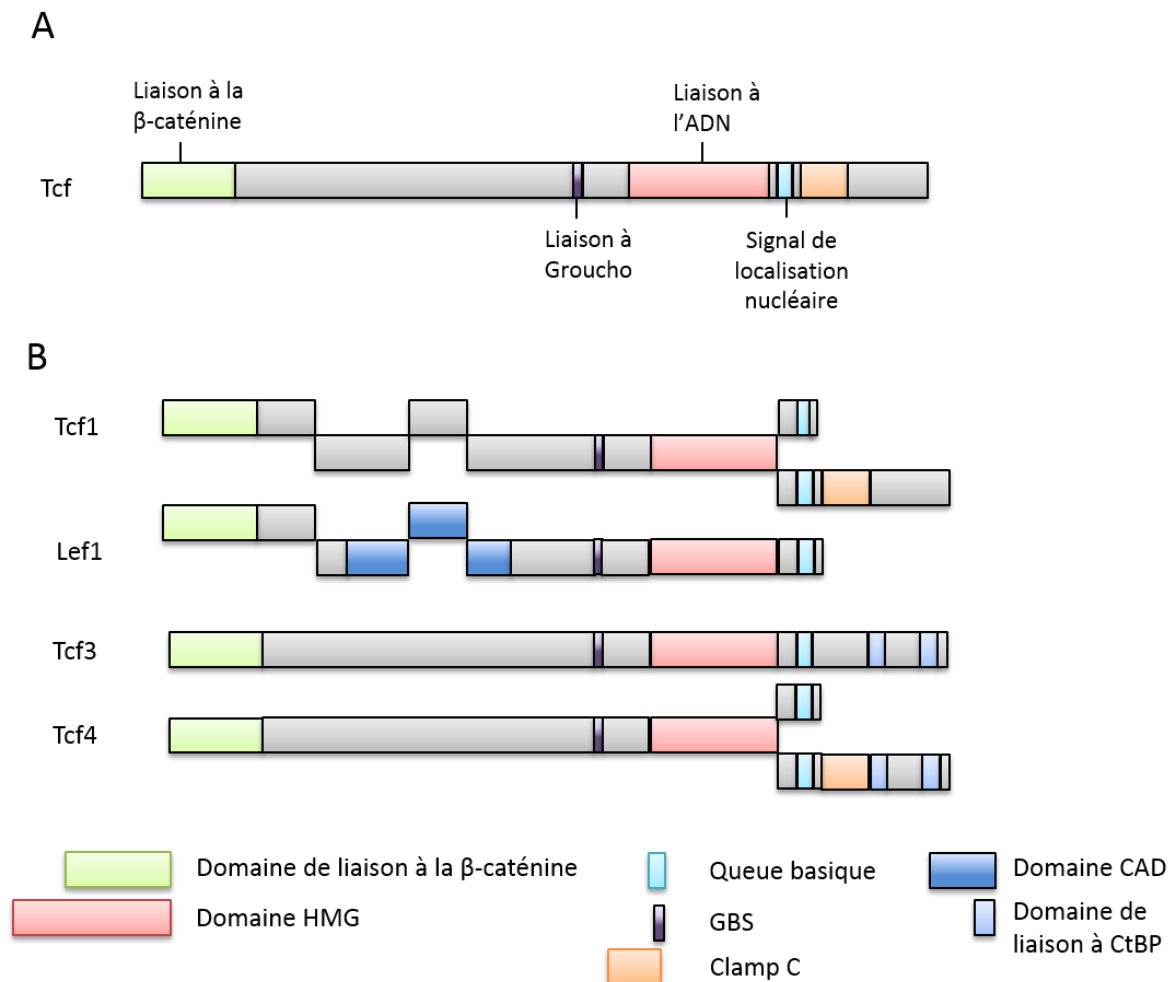 A
Liaison à la
β-caténine
Liaison à
l’ADN
Tcf
Liaison à
Groucho
Signal de
localisation
nucléaire
B
Tcf1
Lef1
Tcf3
Tcf4
Domaine de liaison à la β-caténine
Domaine HMG
Queue basique
GBS
Clamp C
Domaine CAD
Domaine de
liaison à CtBP